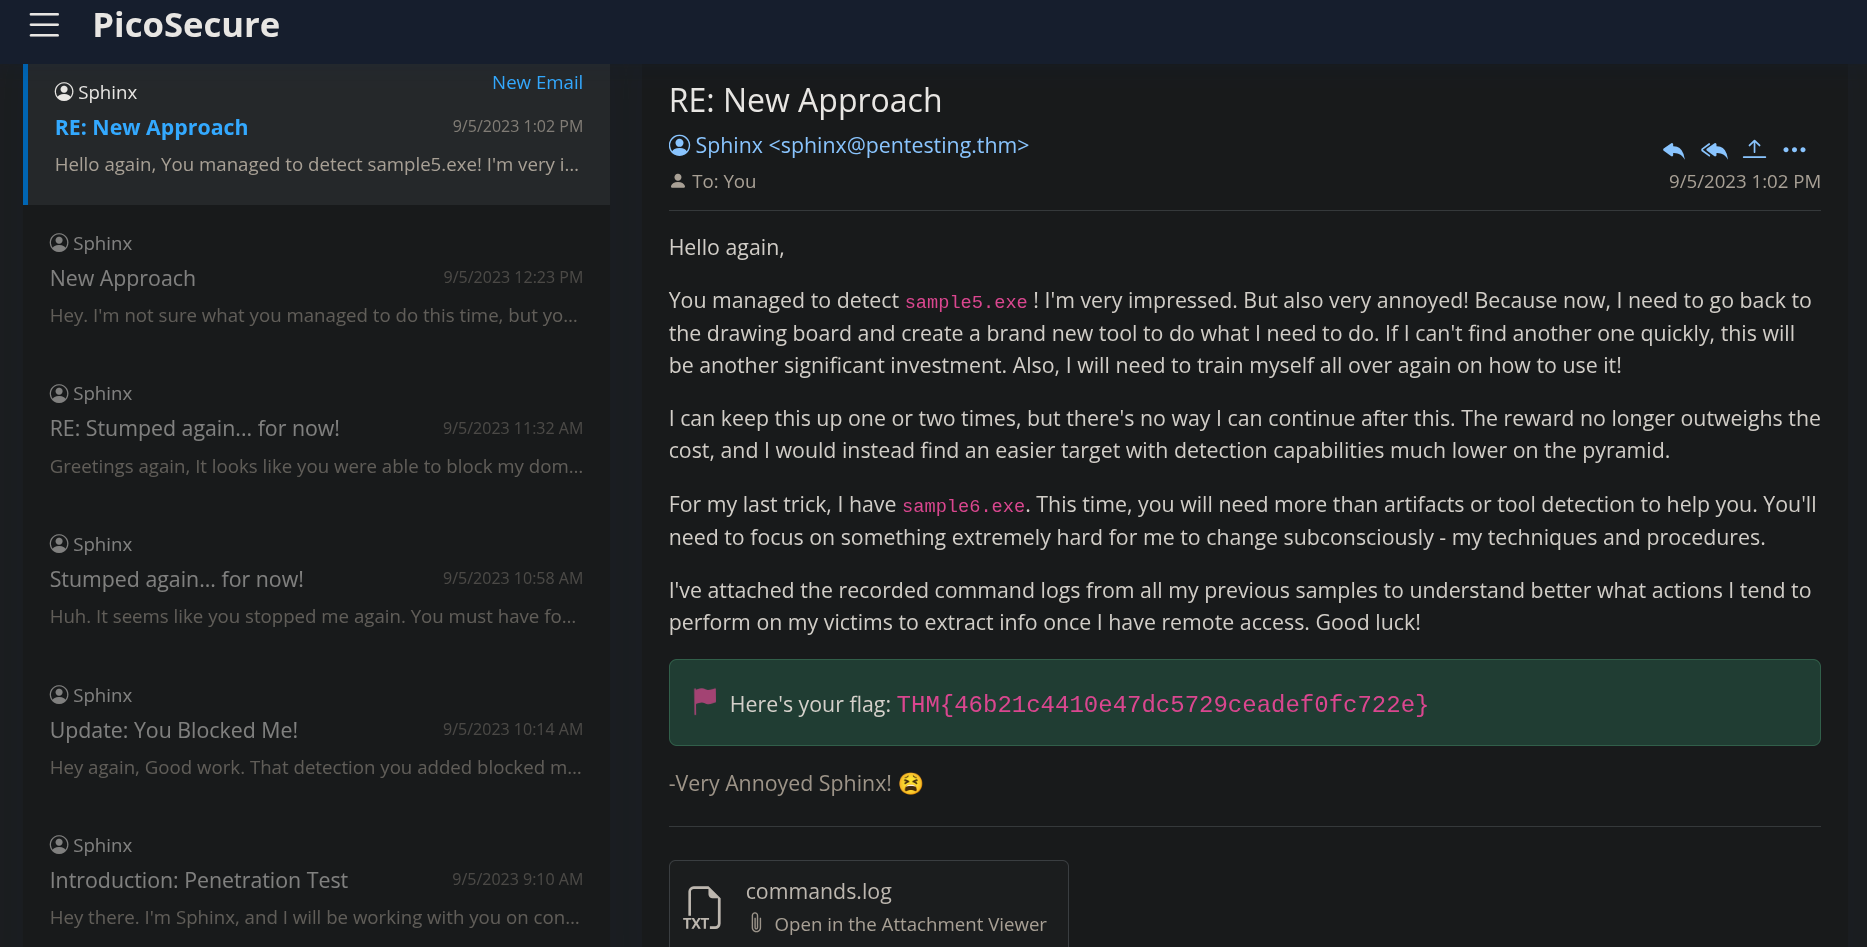 PicoSecure
Sphinx
New Email
RE: New Approach
9/5/2023 1:02 PM
Hello again, You managed to detect sample5.exe! I'm very i...
Sphinx
New Approach
9/5/2023 12:23 PM
Hey. I'm not sure what you managed to do this time, but yo...
Sphinx
RE: Stumped again... for now!
9/5/2023 11:32 AM
Greetings again, It looks like you were able to block my dom...
Sphinx
Stumped again... for now!
9/5/2023 10:58 AM
Huh. It seems like you stopped me again. You must have fo...
Sphinx
Update: You Blocked Me!
9/5/2023 10:14 AM
Hey again, Good work. That detection you added blocked m...
Sphinx
Introduction: Penetration Test
9/5/2023 9:10 AM
Hey there. I'm Sphinx, and I will be working with you on con...
RE: New Approach
Sphinx <sphinx@pentesting.thm>
To: You
9/5/2023 1:02 PM
Hello again,
You managed to detect sample5.exe ! I'm very impressed. But also very annoyed! Because now, I need to go back to
the drawing board and create a brand new tool to do what I need to do. If I can't find another one quickly, this will
be another significant investment. Also, I will need to train myself all over again on how to use it!
I can keep this up one or two times, but there's no way I can continue after this. The reward no longer outweighs the
cost, and I would instead find an easier target with detection capabilities much lower on the pyramid.
For my last trick, I have sample6.exe. This time, you will need more than artifacts or tool detection to help you. You'll
need to focus on something extremely hard for me to change subconsciously - my techniques and procedures.
I've attached the recorded command logs from all my previous samples to understand better what actions I tend to
perform on my victims to extract info once I have remote access. Good luck!
Here's your flag: THM{46b21c4410e47dc5729ceadef0fc722e}
-Very Annoyed Sphinx! 😫
TXT
commands.log
Open in the Attachment Viewer